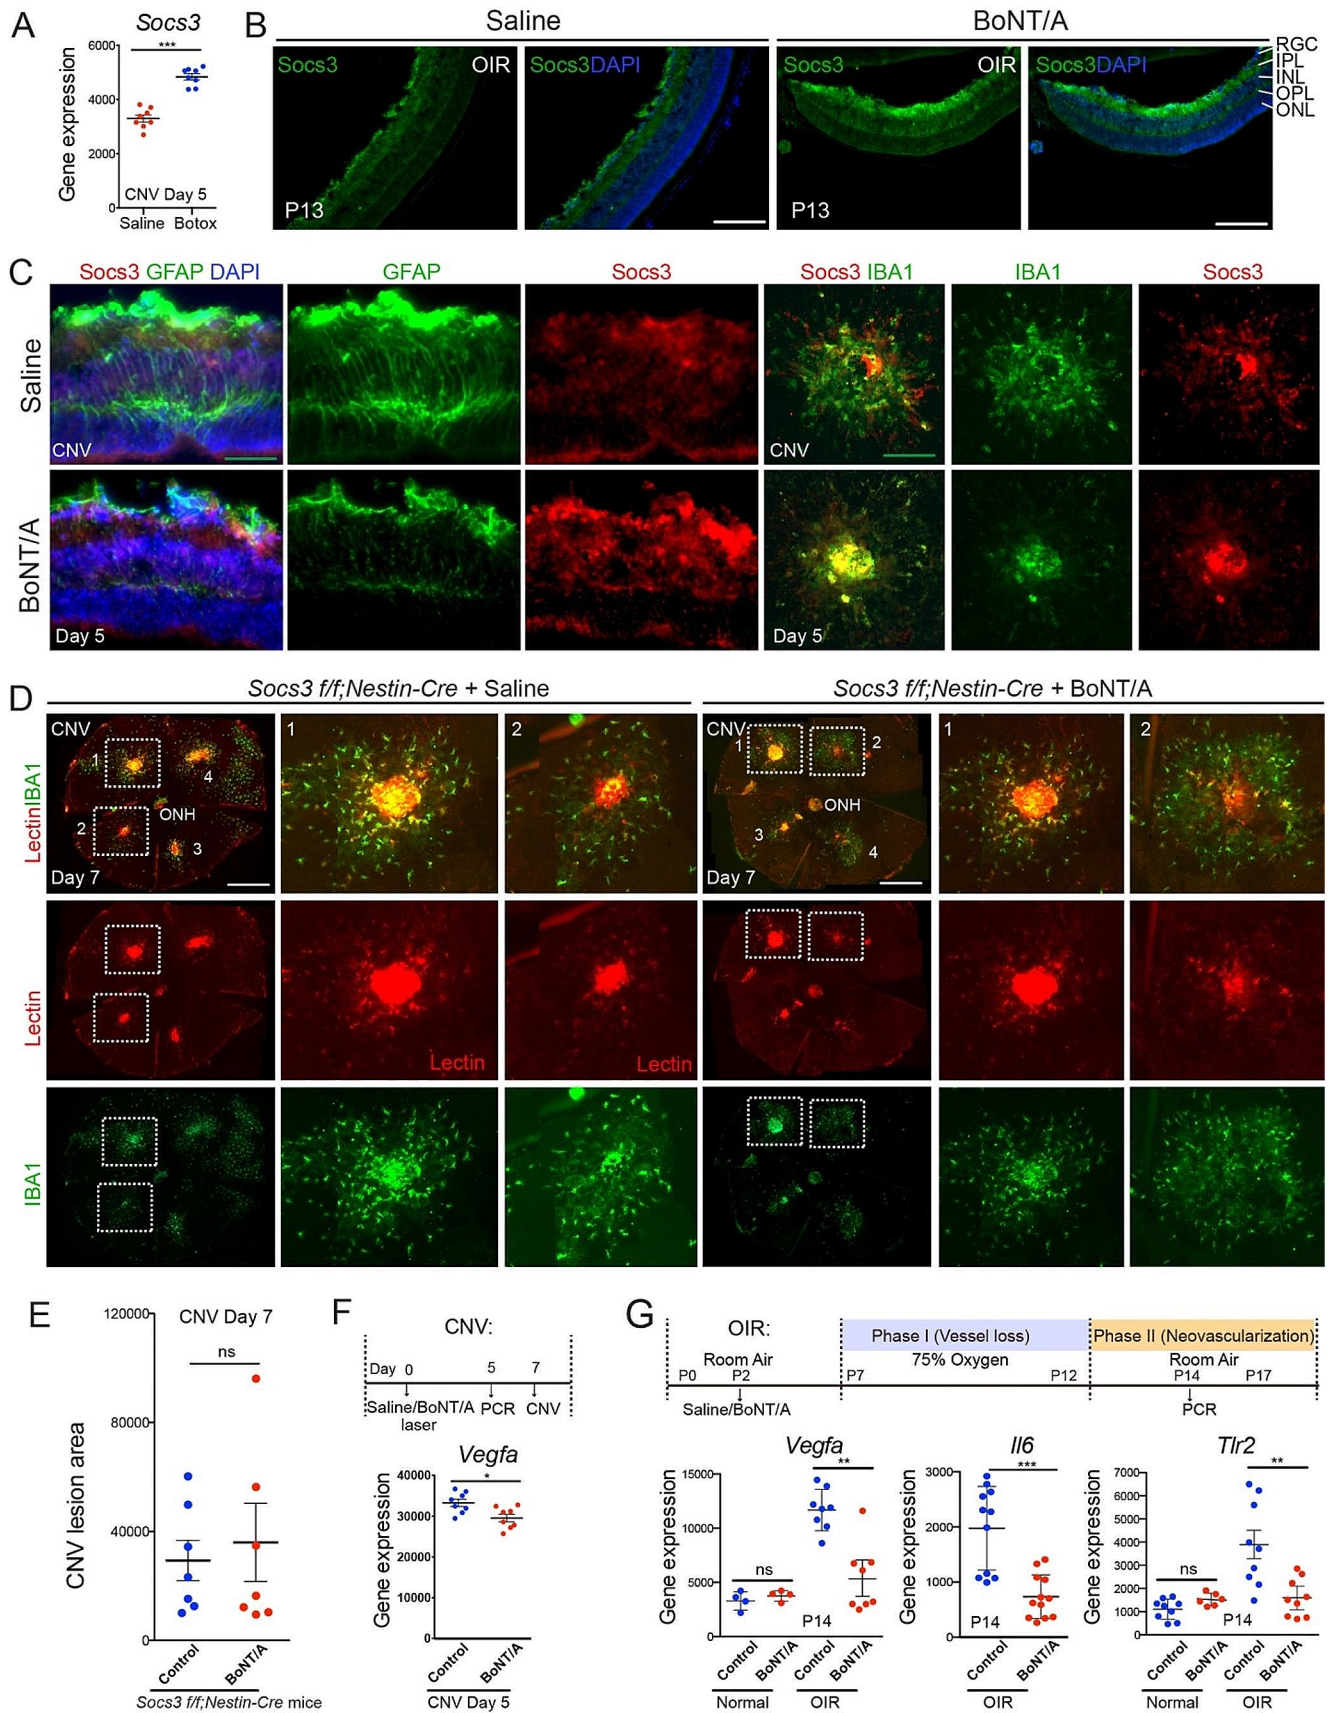 A
Socs3
***
Gene expression
6000
4000
2000
0
CNV Day 5
Saline Botox
B
Saline
BoNT/A
Socs3 OIR
P13
Socs3DAPI
Socs3 OIR
P13
Socs3DAPI
RGC
IPL
INL
OPL
ONL
C
Socs3 GFAP DAPI
GFAP
Socs3
Socs3 IBA1
IBA1
Socs3
Saline
CNV
CNV
BoNT/A
Day 5
Day 5
D
Socs3 f/f;Nestin-Cre + Saline
Socs3 f/f;Nestin-Cre + BoNT/A
LectinIBA1
CNV
1
4
ONH
2
3
Day 7
1
2
CNV
1
2
ONH
3
4
Day 7
1
2
Lectin
Lectin
Lectin
IBA1
E
CNV Day 7
ns
CNV lesion area
120000
80000
40000
0
Control
BoNT/A
Socs3 f/f;Nestin-Cre mice
F
CNV:
Day 0 5 7
Saline/BoNT/A PCR CNV
laser
Vegfa
*
Gene expression
40000
30000
20000
10000
0
Control
BoNT/A
CNV Day 5
G
OIR:
Phase I (Vessel loss)
Phase II (Neovascularization)
Room Air
75% Oxygen
Room Air
P0 P2 P7 P12 P14 P17
Saline/BoNT/A
PCR
Vegfa
**
ns
Gene expression
15000
10000
5000
0
P14
Control
BoNT/A
Control
BoNT/A
Normal
OIR
Il6
***
Gene expression
3000
2000
1000
0
P14
Control
BoNT/A
OIR
Tlr2
**
ns
Gene expression
7000
6000
5000
4000
3000
2000
1000
0
P14
Control
BoNT/A
Control
BoNT/A
Normal
OIR